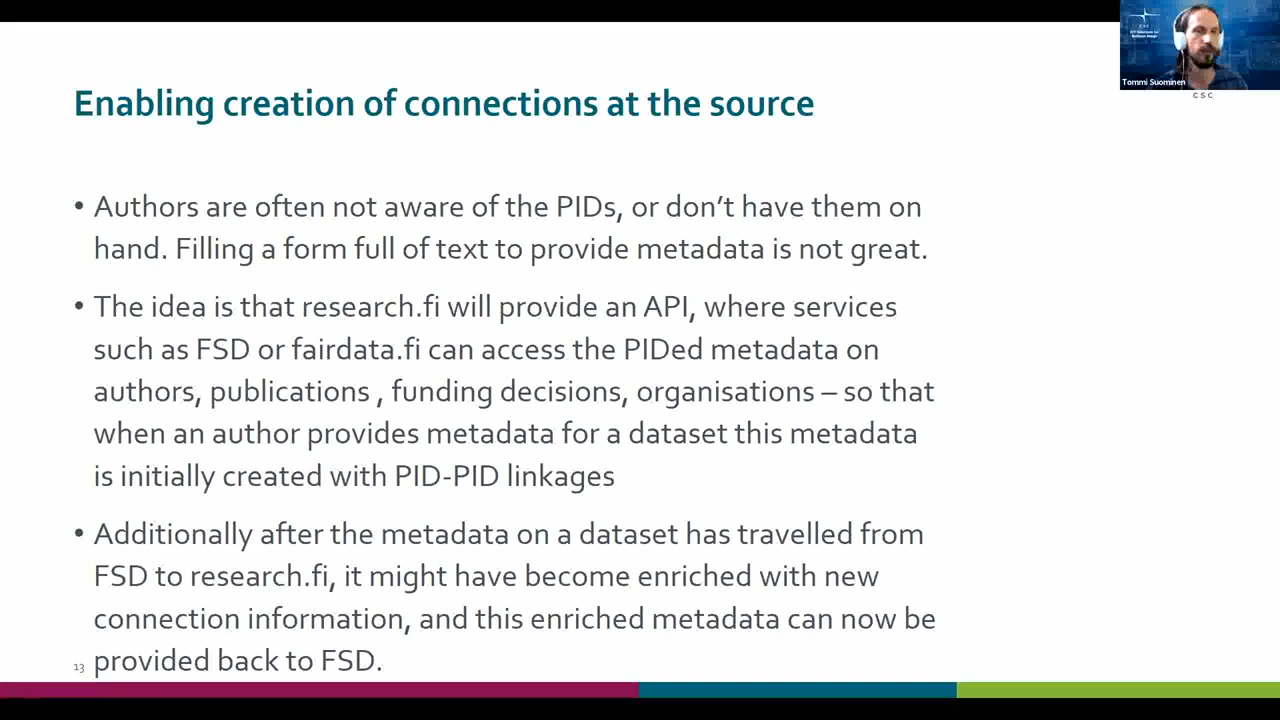 Enabling creation of connections at the source
• Authors are often not aware of the PIDs, or don't have them on
hand. Filling a form full of text to provide metadata is not great.
• The idea is that research.fi will provide an API, where services
such as FSD or fairdata.fi can access the PIDed metadata on
authors, publications , funding decisions, organisations – so that
when an author provides metadata for a dataset this metadata
is initially created with PID-PID linkages
• Additionally after the metadata on a dataset has travelled from
FSD to research.fi, it might have become enriched with new
connection information, and this enriched metadata can now be
provided back to FSD.
13
Tommi Suominen
CSC